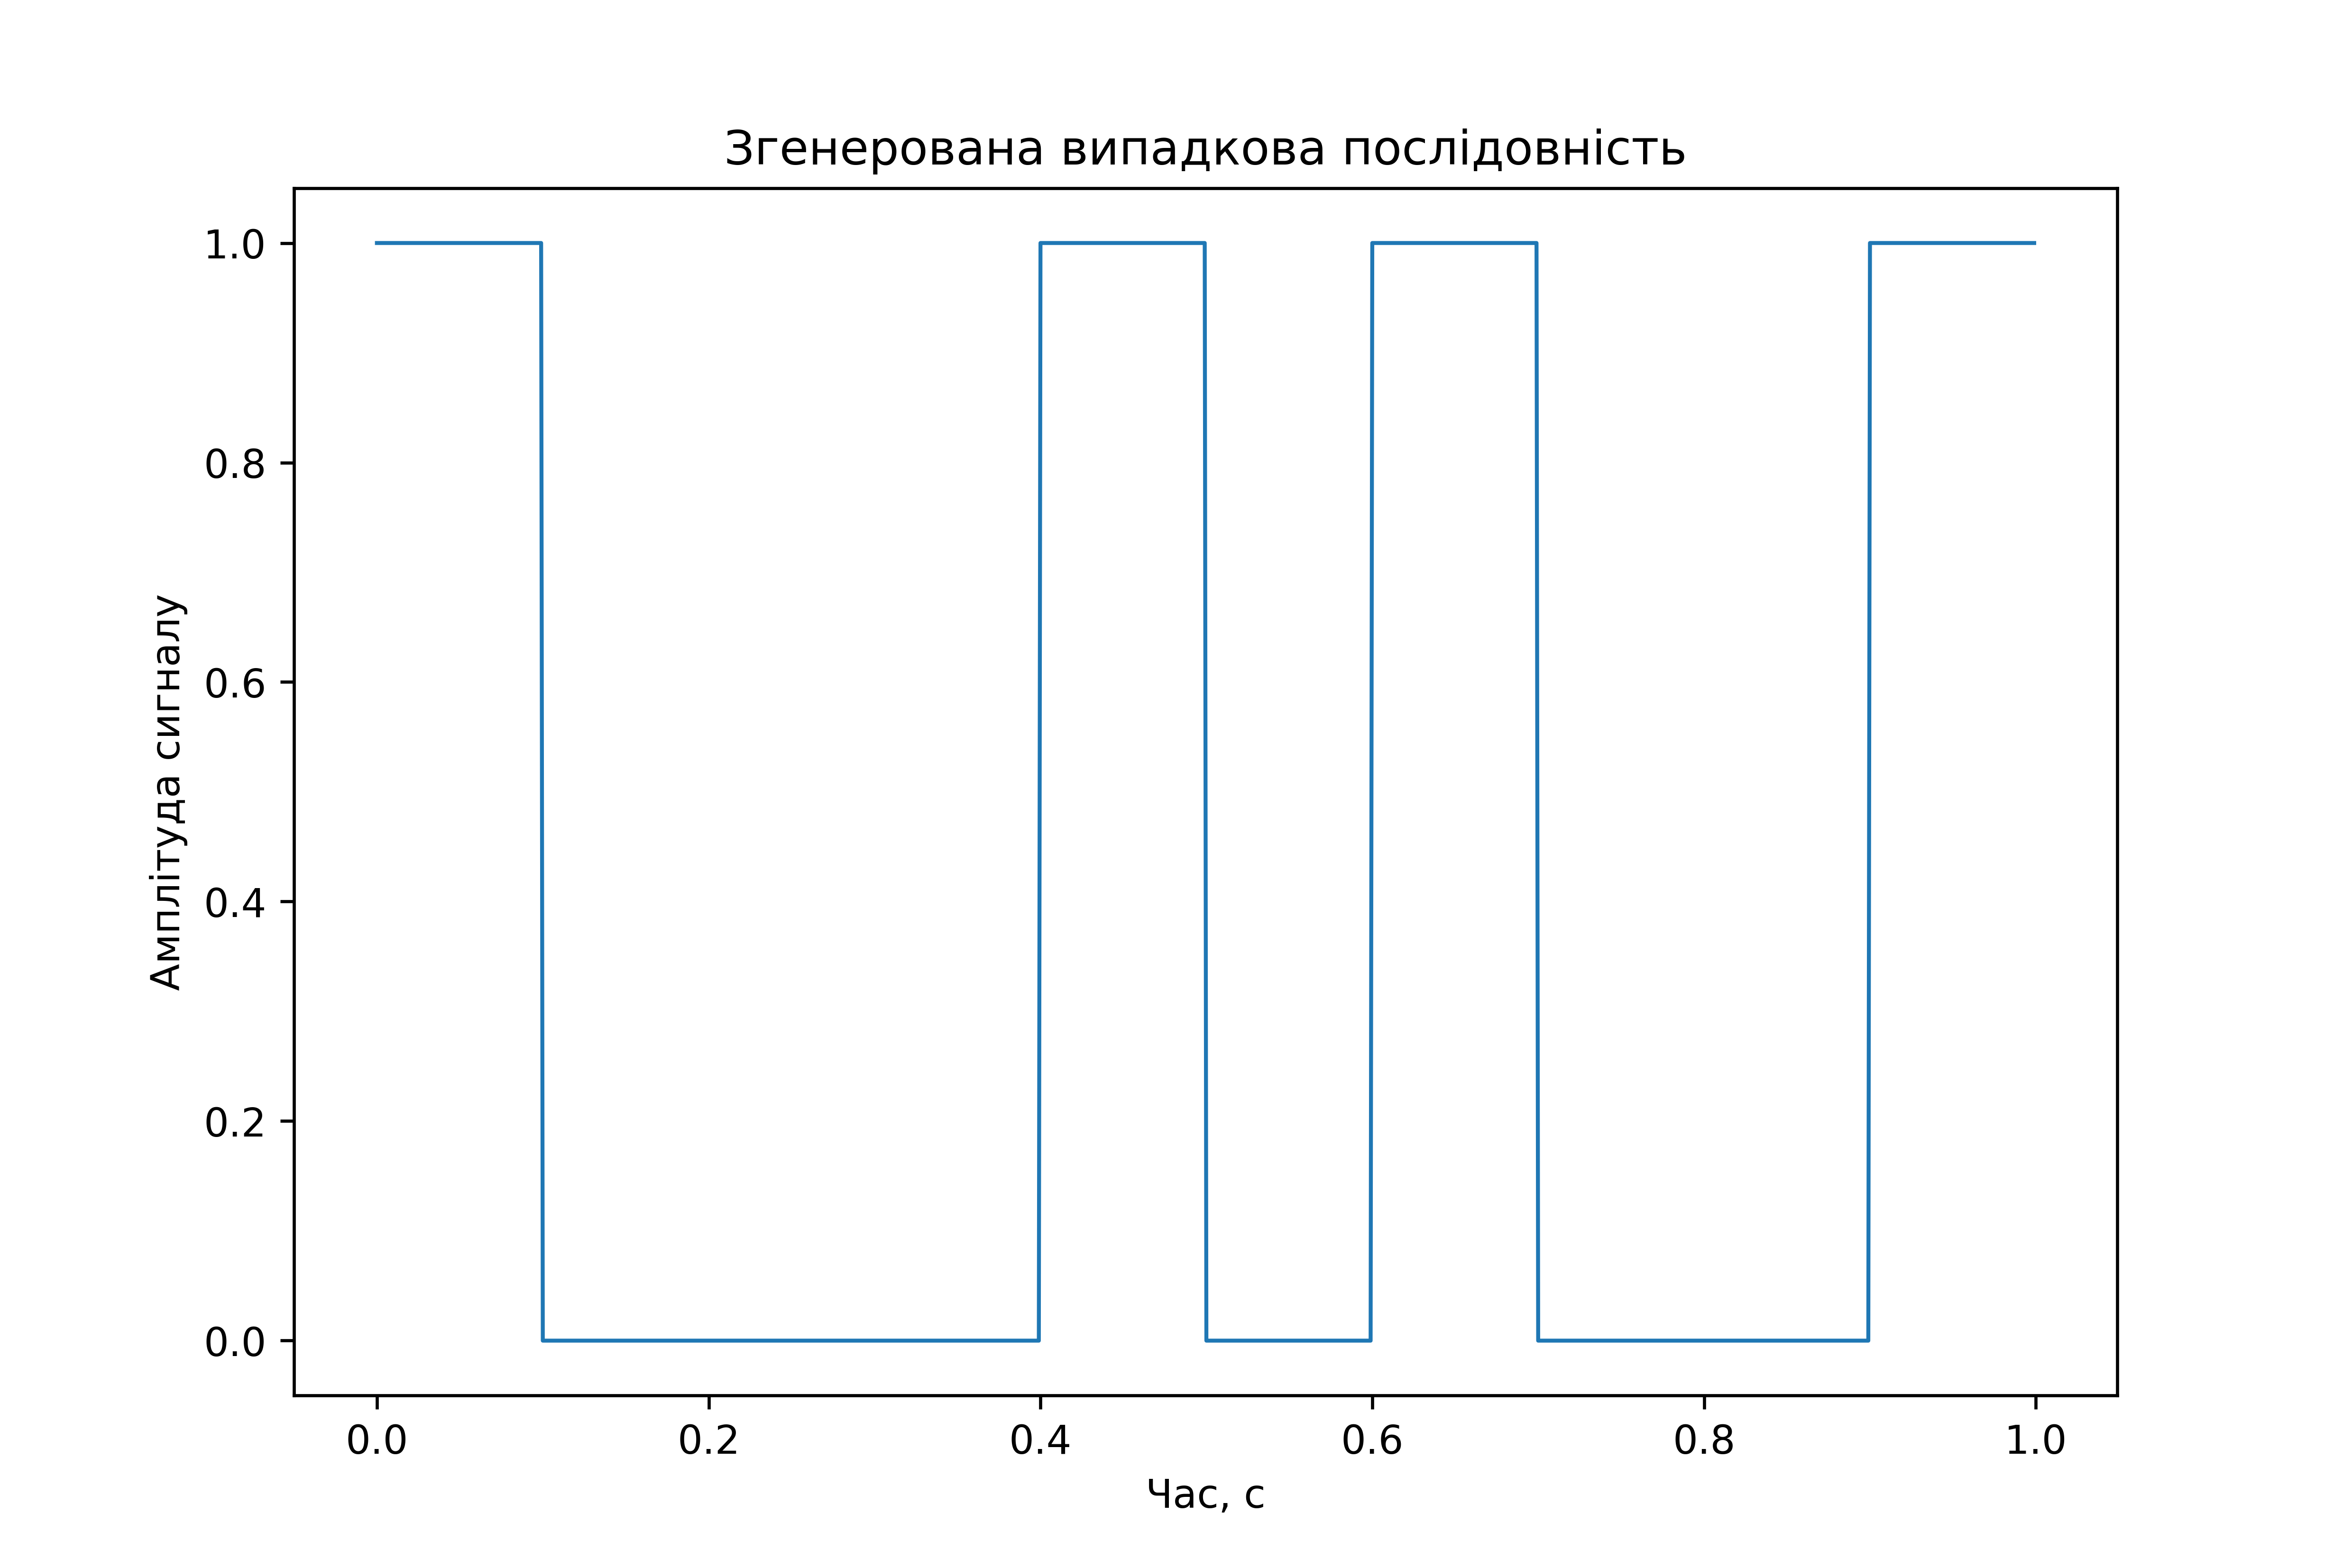 Згенерована випадкова послідовність
Амплітуда сигналу
1.0
0.8
0.6
0.4
0.2
0.0
0.0 0.2 0.4 0.6 0.8 1.0
Час, с